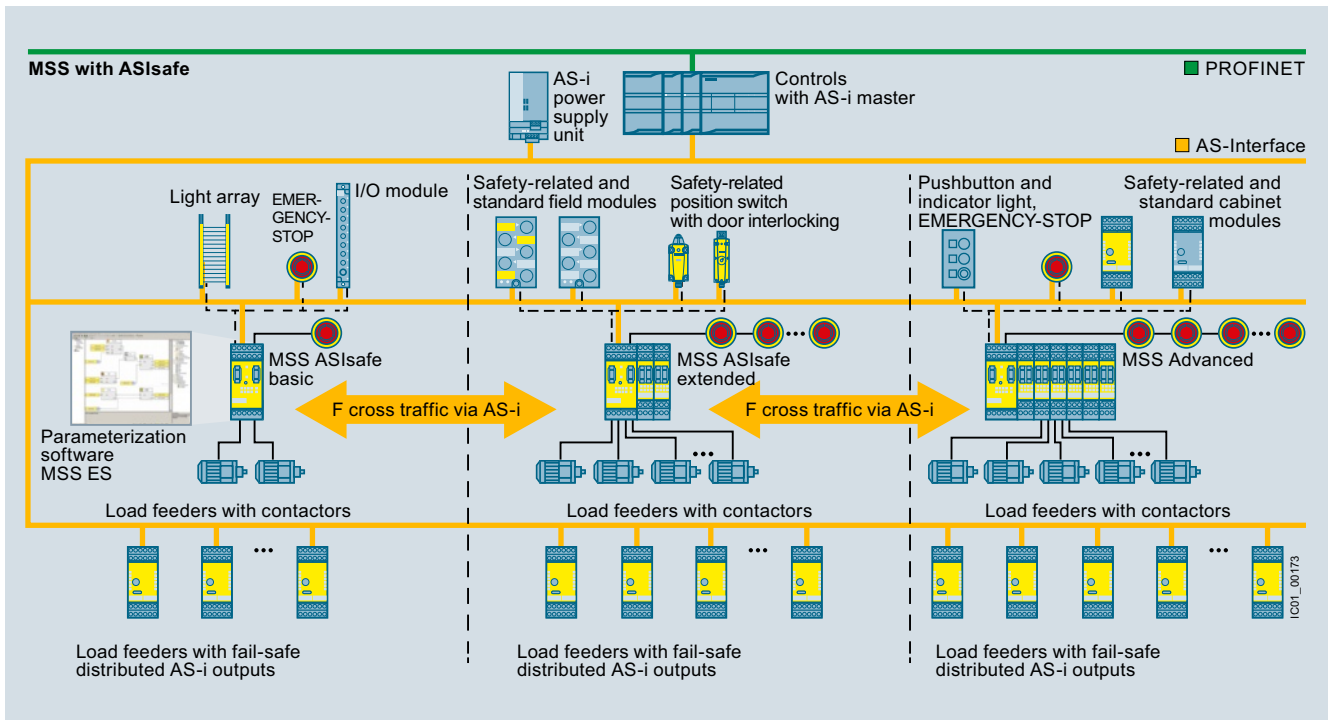 MSS with ASIsafe
PROFINET
AS-i
power
supply
unit
Controls
with AS-i master
AS-Interface
Light array
EMER-
GENCY-
STOP
I/O module
Safety-related and
standard field modules
Safety-related
position switch
with door interlocking
Pushbutton and
indicator light,
EMERGENCY-STOP
Safety-related and
standard cabinet
modules
MSS ASIsafe
basic
MSS ASIsafe
extended
MSS Advanced
F cross traffic via AS-i
F cross traffic via AS-i
Parameterization
software
MSS ES
Load feeders with contactors
Load feeders with contactors
Load feeders with contactors
IC01_00173
Load feeders with fail-safe
distributed AS-i outputs
Load feeders with fail-safe
distributed AS-i outputs
Load feeders with fail-safe
distributed AS-i outputs